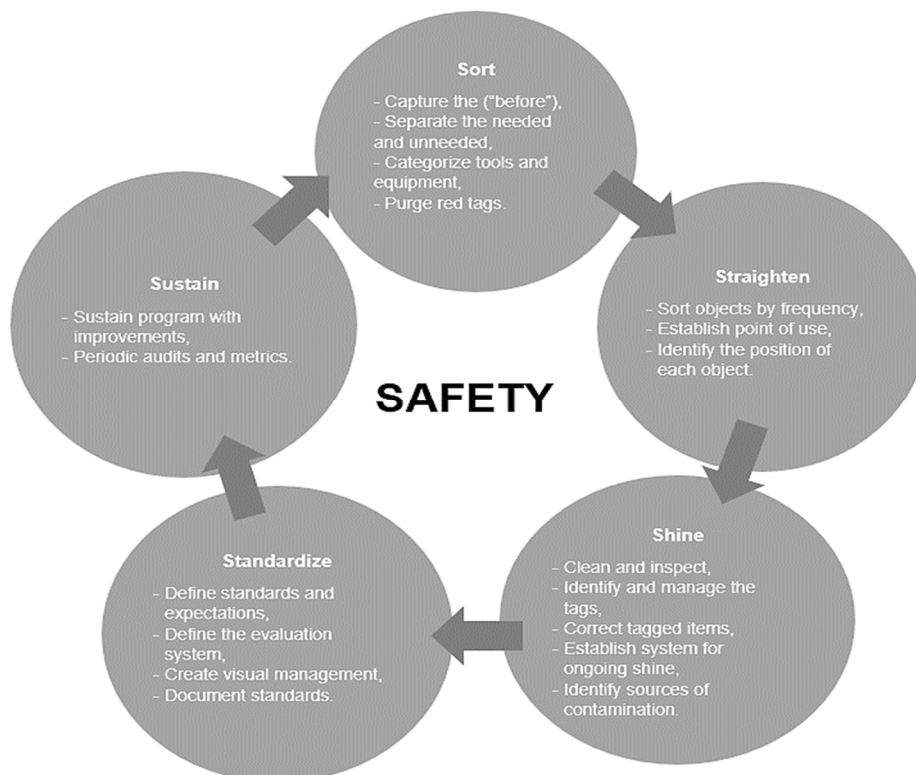 Sort
- Capture the ("before"),
- Separate the needed
and unneeded,
- Categorize tools and
equipment,
- Purge red tags.
Straighten
- Sort objects by frequency,
- Establish point of use,
- Identify the position of
each object.
Shine
- Clean and inspect,
- Identify and manage the
tags,
- Correct tagged items,
- Establish system for
ongoing shine,
- Identify sources of
contamination.
Standardize
- Define standards and
expectations,
- Define the evaluation
system,
- Create visual management,
- Document standards.
Sustain
- Sustain program with
improvements,
- Periodic audits and metrics.
SAFETY